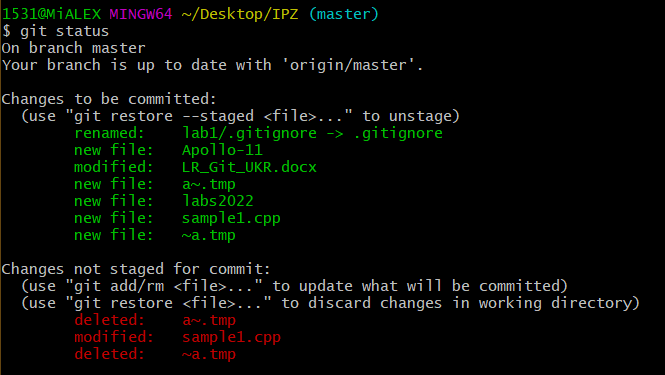 1531@MiALEX MINGW64 ~/Desktop/IPZ (master)
$ git status
On branch master
Your branch is up to date with 'origin/master'.

Changes to be committed:
  (use "git restore --staged <file>..." to unstage)
        renamed:    lab1/.gitignore -> .gitignore
        new file:   Apollo-11
        modified:   LR_Git_UKR.docx
        new file:   a~.tmp
        new file:   labs2022
        new file:   sample1.cpp
        new file:   ~a.tmp

Changes not staged for commit:
  (use "git add/rm <file>..." to update what will be committed)
  (use "git restore <file>..." to discard changes in working directory)
        deleted:    a~.tmp
        modified:   sample1.cpp
        deleted:    ~a.tmp